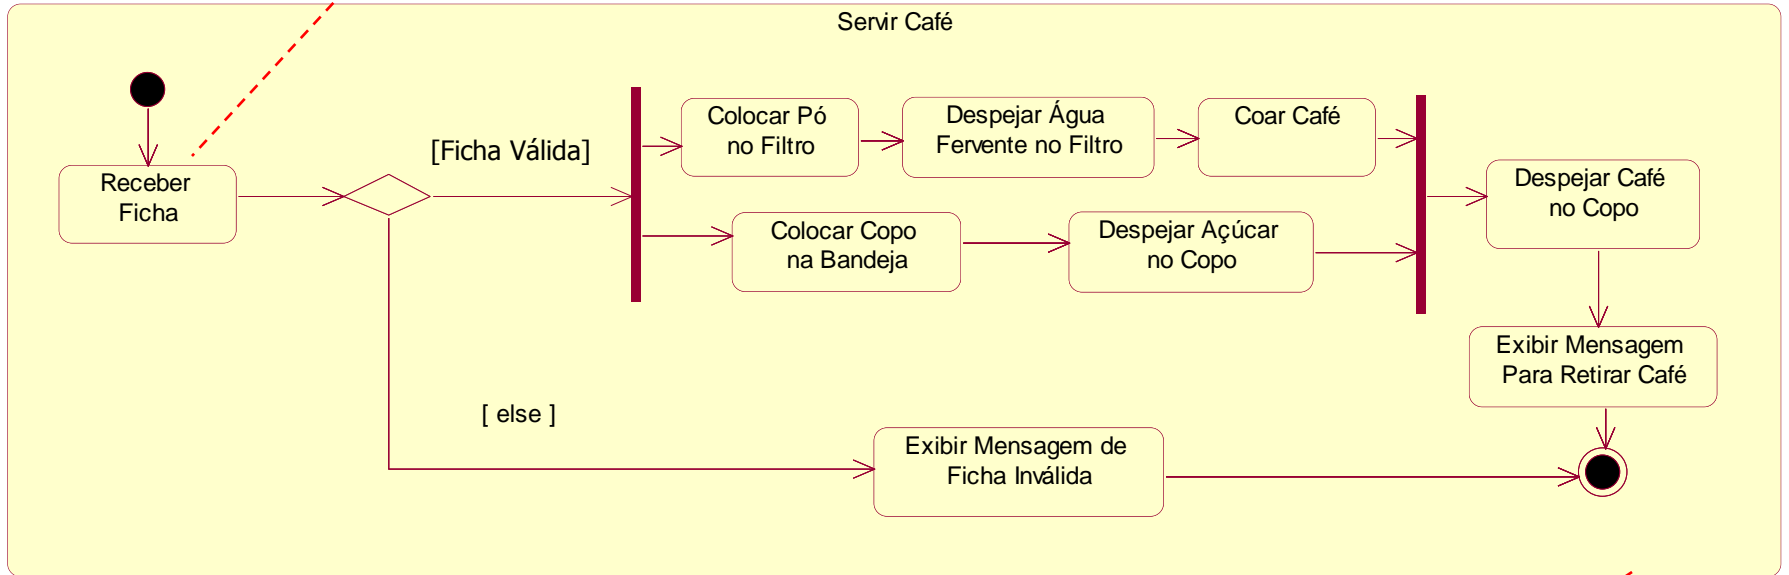 Servir Café
Receber
Ficha
[Ficha Válida]
Colocar Pó
no Filtro
Despejar Água
Fervente no Filtro
Coar Café
Colocar Copo
na Bandeja
Despejar Açúcar
no Copo
Despejar Café
no Copo
Exibir Mensagem
Para Retirar Café
[ else ]
Exibir Mensagem de
Ficha Inválida